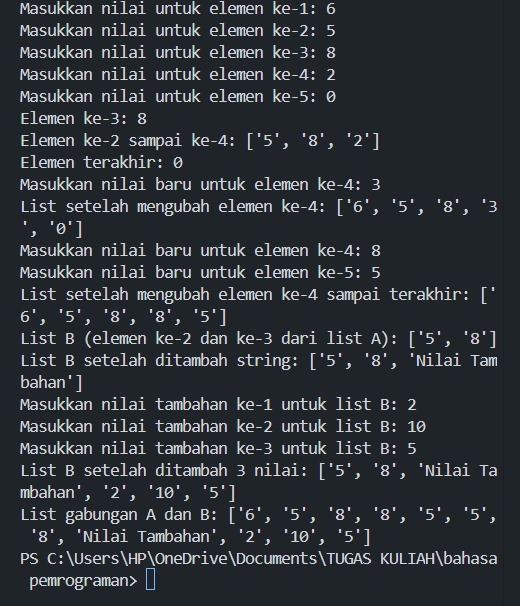 Masukkan nilai untuk elemen ke-1: 6
Masukkan nilai untuk elemen ke-2: 5
Masukkan nilai untuk elemen ke-3: 8
Masukkan nilai untuk elemen ke-4: 2
Masukkan nilai untuk elemen ke-5: 0
Elemen ke-3: 8
Elemen ke-2 sampai ke-4: ['5', '8', '2']
Elemen terakhir: 0
Masukkan nilai baru untuk elemen ke-4: 3
List setelah mengubah elemen ke-4: ['6', '5', '8', '3
', '0']
Masukkan nilai baru untuk elemen ke-4: 8
Masukkan nilai baru untuk elemen ke-5: 5
List setelah mengubah elemen ke-4 sampai terakhir: ['
6', '5', '8', '8', '5']
List B (elemen ke-2 dan ke-3 dari list A): ['5', '8']
List B setelah ditambah string: ['5', '8', 'Nilai Tam
bahan']
Masukkan nilai tambahan ke-1 untuk list B: 2
Masukkan nilai tambahan ke-2 untuk list B: 10
Masukkan nilai tambahan ke-3 untuk list B: 5
List B setelah ditambah 3 nilai: ['5', '8', 'Nilai Ta
mbahan', '2', '10', '5']
List gabungan A dan B: ['6', '5', '8', '8', '5', '5',
 '8', 'Nilai Tambahan', '2', '10', '5']
PS C:\Users\HP\OneDrive\Documents\TUGAS KULIAH\bahasa
 pemrograman>